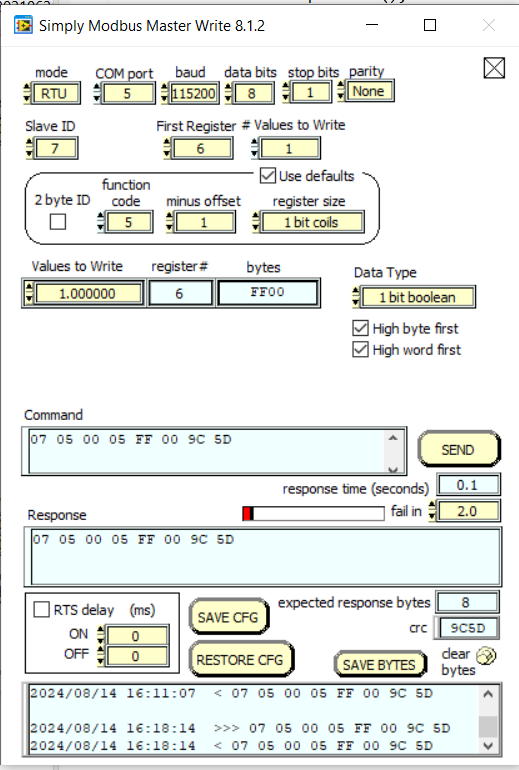 Simply Modbus Master Write 8.1.2
mode COM port baud data bits stop bits parity
RTU 5 115200 8 1 None
Slave ID First Register # Values to Write
7 6 1
Use defaults
2 byte ID function code minus offset register size
5 1 1 bit coils
Values to Write register# bytes
1.000000 6 FF00
Data Type
1 bit boolean
High byte first
High word first
Command
07 05 00 05 FF 00 9C 5D
SEND
response time (seconds) 0.1
Response fail in 2.0
07 05 00 05 FF 00 9C 5D
RTS delay (ms)
ON 0
OFF 0
SAVE CFG
RESTORE CFG
expected response bytes 8
crc 9C5D
SAVE BYTES
clear bytes
2024/08/14 16:11:07 < 07 05 00 05 FF 00 9C 5D
2024/08/14 16:18:14 >>> 07 05 00 05 FF 00 9C 5D
2024/08/14 16:18:14 < 07 05 00 05 FF 00 9C 5D